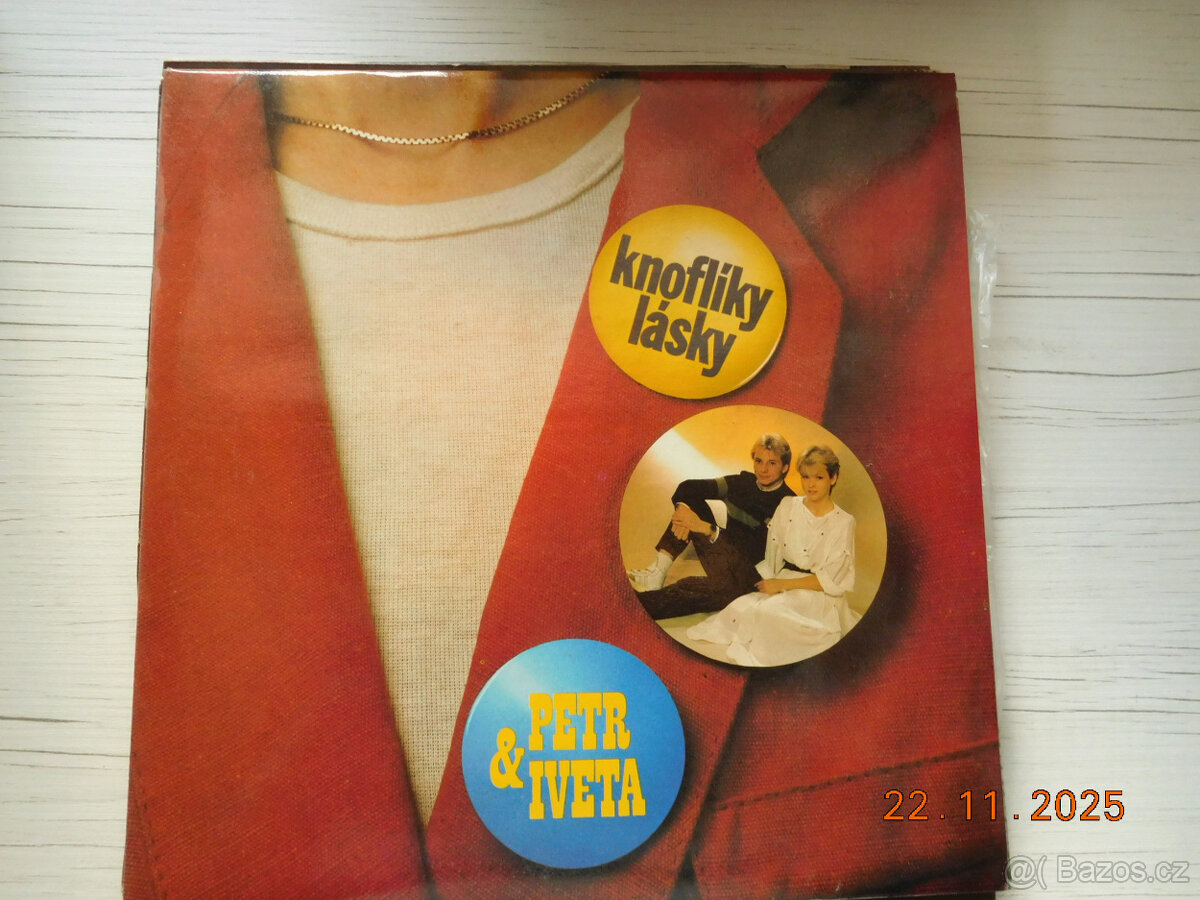 knoflíky
lásky
PETR
& IVETA
22.11.2025
@( Bazos.cz